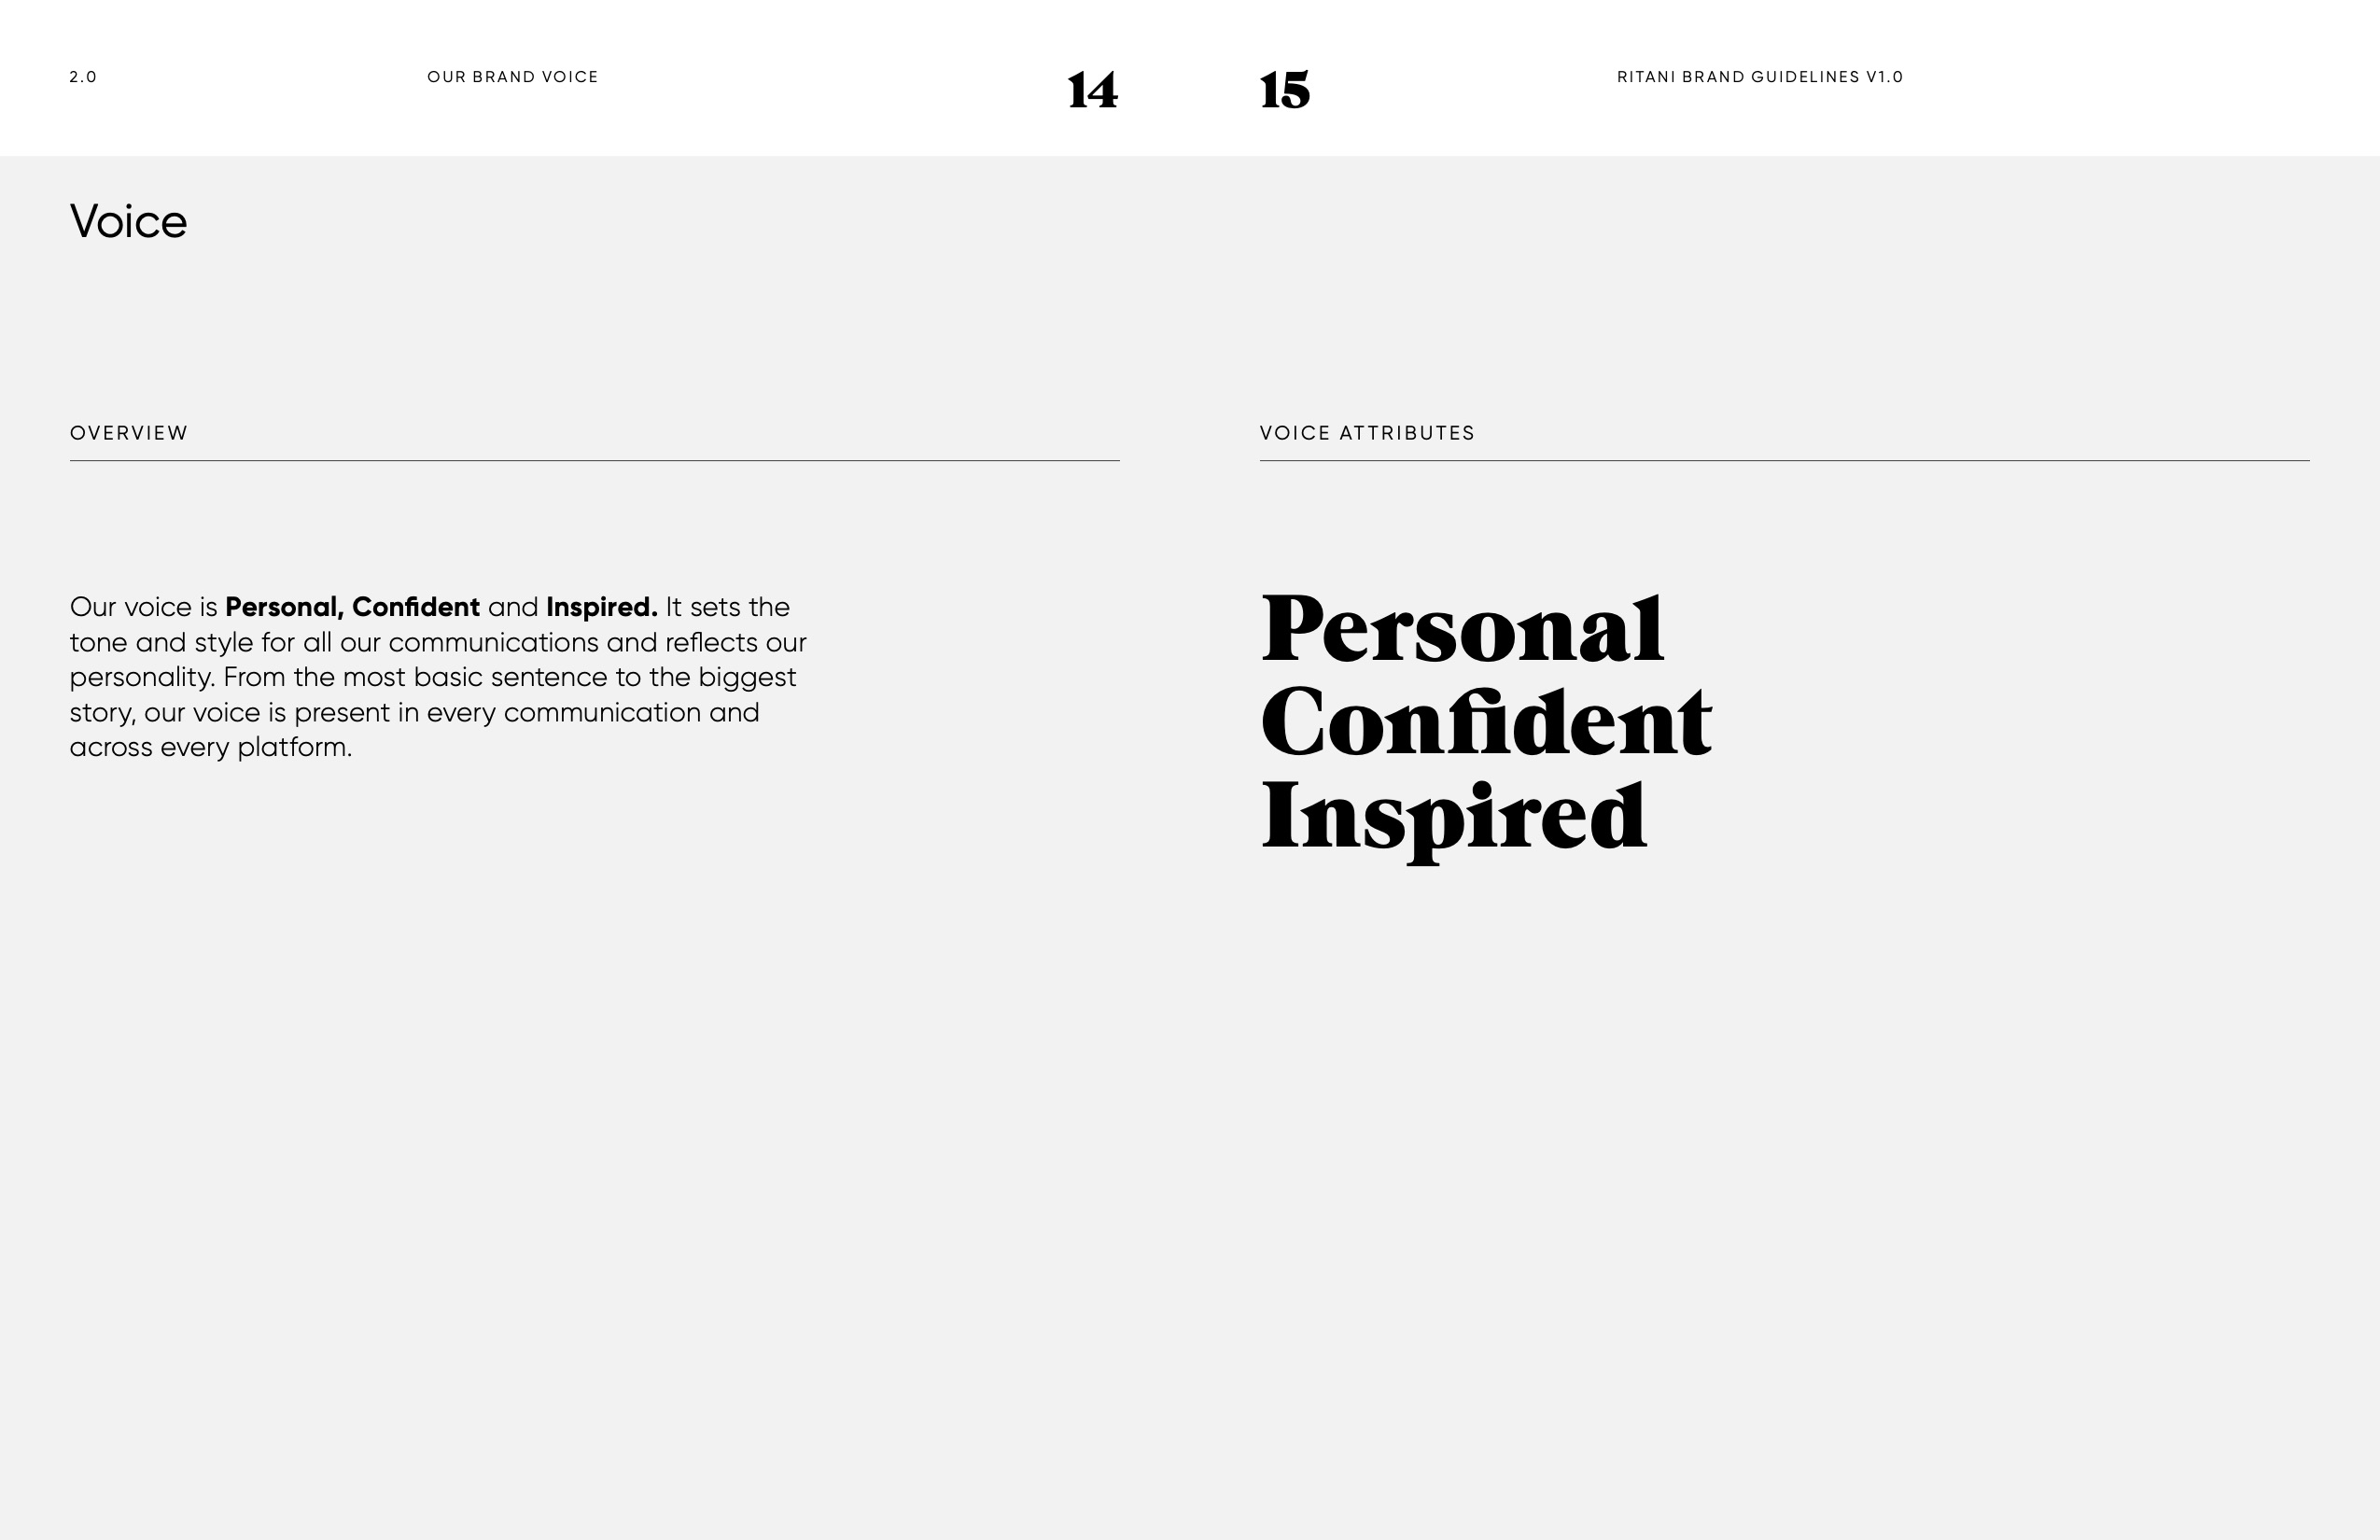 2.0
OUR BRAND VOICE
14
15
RITANI BRAND GUIDELINES V1.0
Voice
OVERVIEW
Our voice is Personal, Confident and Inspired. It sets the
tone and style for all our communications and reflects our
personality. From the most basic sentence to the biggest
story, our voice is present in every communication and
across every platform.
VOICE ATTRIBUTES
Personal
Confident
Inspired